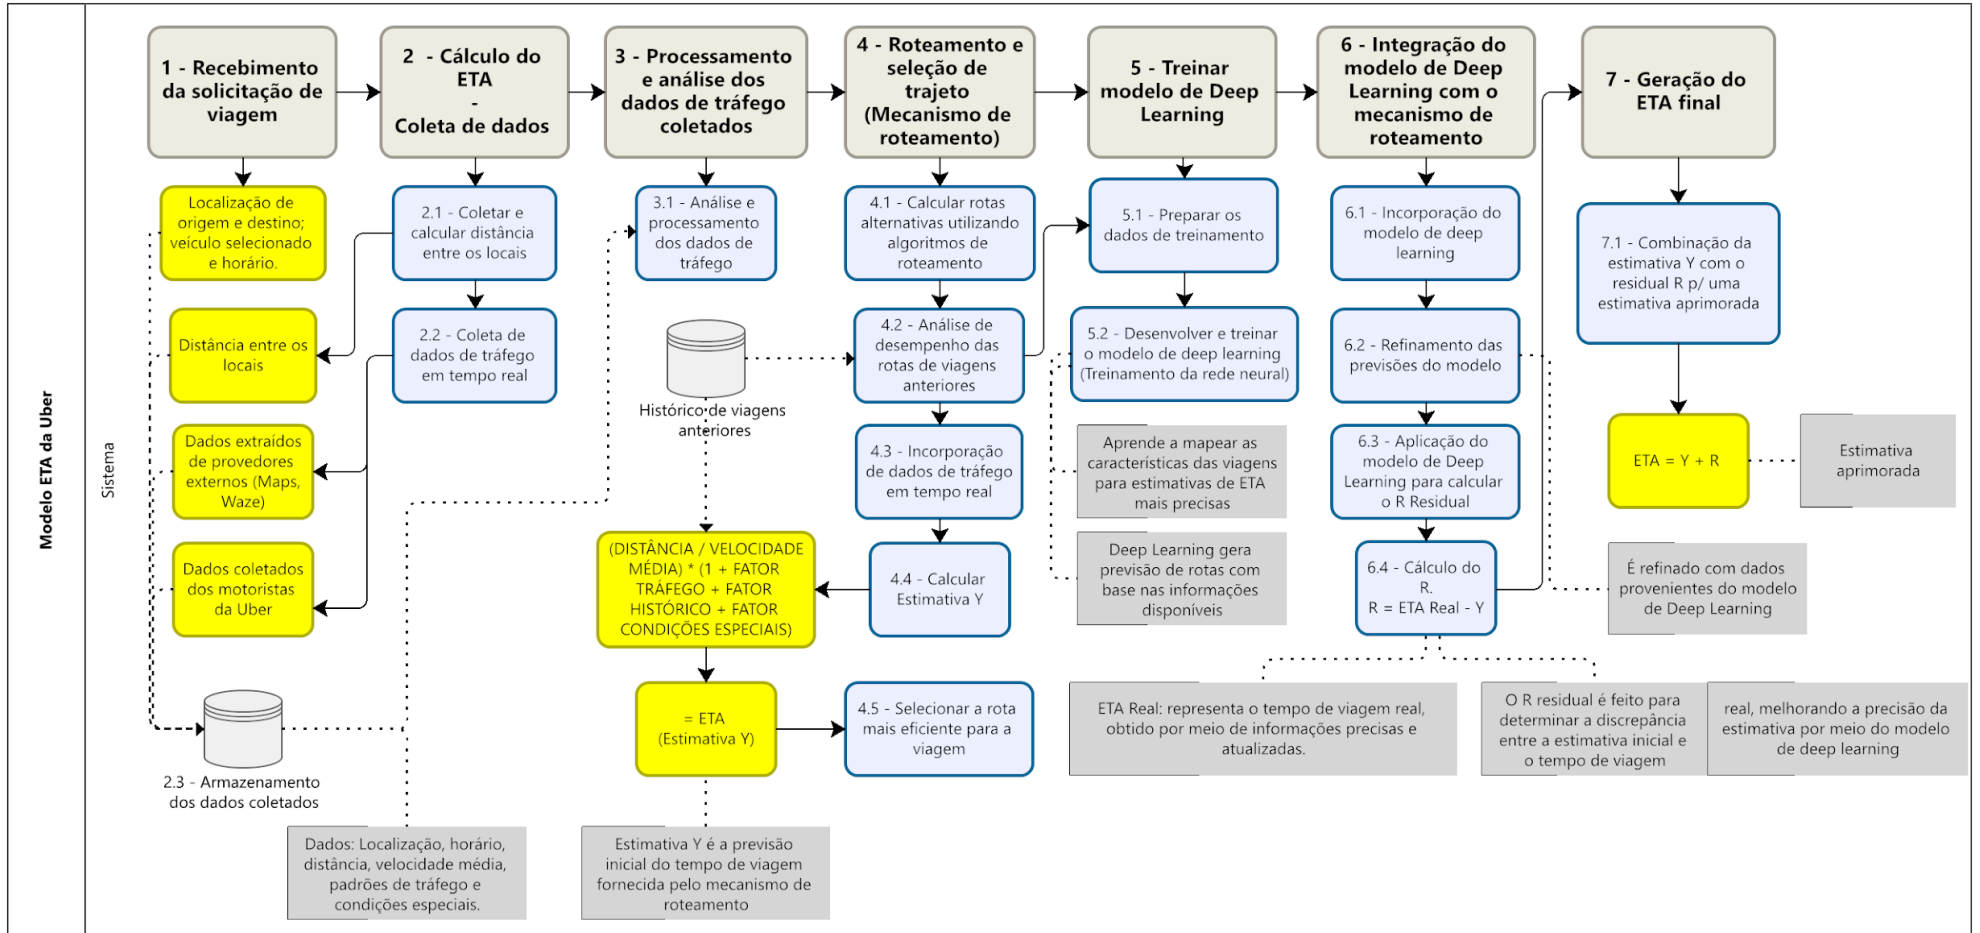 Modelo ETA da Uber
Sistema
1 - Recebimento
da solicitação de
viagem
2 - Cálculo do
ETA
-
Coleta de dados
3 - Processamento
e análise dos
dados de tráfego
coletados
4 - Roteamento e
seleção de
trajeto
(Mecanismo de
roteamento)
5 - Treinar
modelo de Deep
Learning
6 - Integração do
modelo de Deep
Learning com o
mecanismo de
roteamento
7 - Geração do
ETA final
Localização de
origem e destino;
veículo selecionado
e horário.
Distância entre os
locais
Dados extraídos
de provedores
externos (Maps,
Waze)
Dados coletados
dos motoristas
da Uber
2.3 - Armazenamento
dos dados coletados
2.1 - Coletar e
calcular distância
entre os locais
2.2 - Coleta de
dados de tráfego
em tempo real
Dados: Localização, horário,
distância, velocidade média,
padrões de tráfego e
condições especiais.
3.1 - Análise e
processamento
dos dados de
tráfego
Histórico de viagens
anteriores
(DISTÂNCIA / VELOCIDADE
MÉDIA) * (1 + FATOR
TRÁFEGO + FATOR
HISTÓRICO + FATOR
CONDIÇÕES ESPECIAIS)
= ETA
(Estimativa Y)
Estimativa Y é a previsão
inicial do tempo de viagem
fornecida pelo mecanismo de
roteamento
4.1 - Calcular rotas
alternativas utilizando
algoritmos de
roteamento
4.2 - Análise de
desempenho das
rotas de viagens
anteriores
4.3 - Incorporação
de dados de tráfego
em tempo real
4.4 - Calcular
Estimativa Y
4.5 - Selecionar a rota
mais eficiente para a
viagem
5.1 - Preparar os
dados de treinamento
5.2 - Desenvolver e treinar
o modelo de deep learning
(Treinamento da rede neural)
Aprende a mapear as
características das viagens
para estimativas de ETA
mais precisas
Deep Learning gera
previsão de rotas com
base nas informações
disponíveis
6.1 - Incorporação do
modelo de deep
learning
6.2 - Refinamento das
previsões do modelo
6.3 - Aplicação do
modelo de Deep
Learning para calcular
o R Residual
6.4 - Cálculo do
R.
R = ETA Real - Y
ETA Real: representa o tempo de viagem real,
obtido por meio de informações precisas e
atualizadas.
O R residual é feito para
determinar a discrepância
entre a estimativa inicial e
o tempo de viagem
real, melhorando a precisão da
estimativa por meio do modelo
de deep learning
7.1 - Combinação da
estimativa Y com o
residual R p/ uma
estimativa aprimorada
ETA = Y + R
Estimativa
aprimorada
É refinado com dados
provenientes do modelo
de Deep Learning